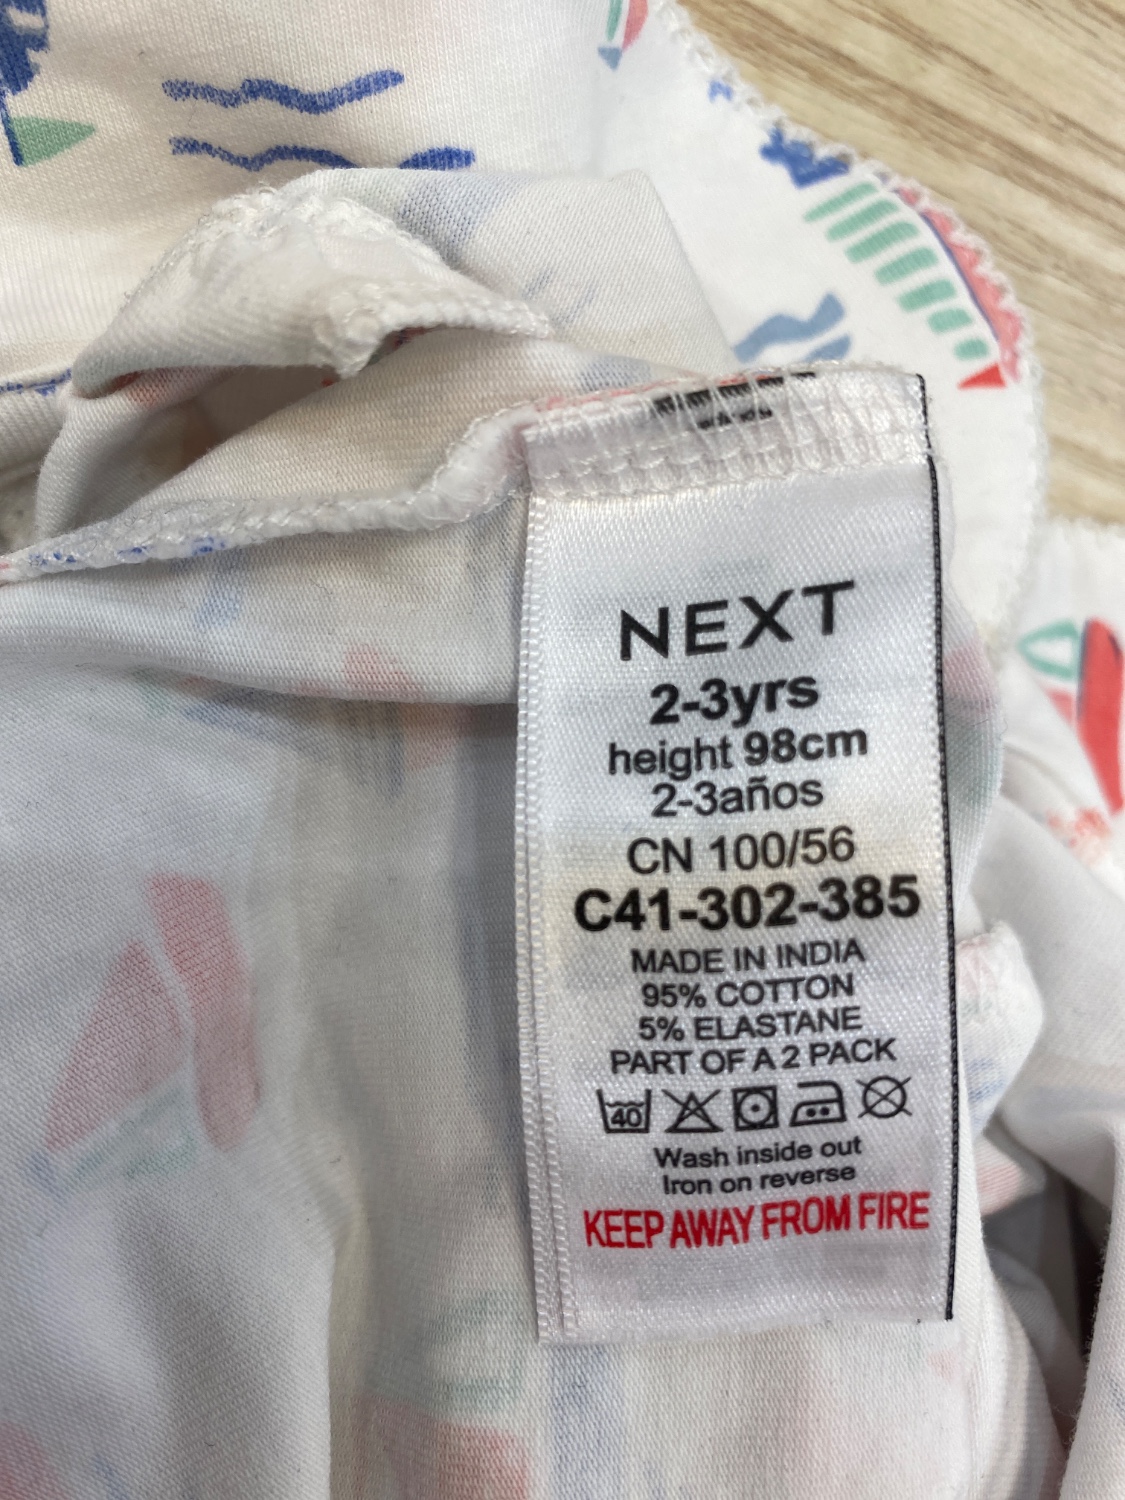 NEXT
2-3yrs
height 98cm
2-3años
CN 100/56
C41-302-385
MADE IN INDIA
95% COTTON
5% ELASTANE
PART OF A 2 PACK
40
Wash inside out
Iron on reverse
KEEP AWAY FROM FIRE